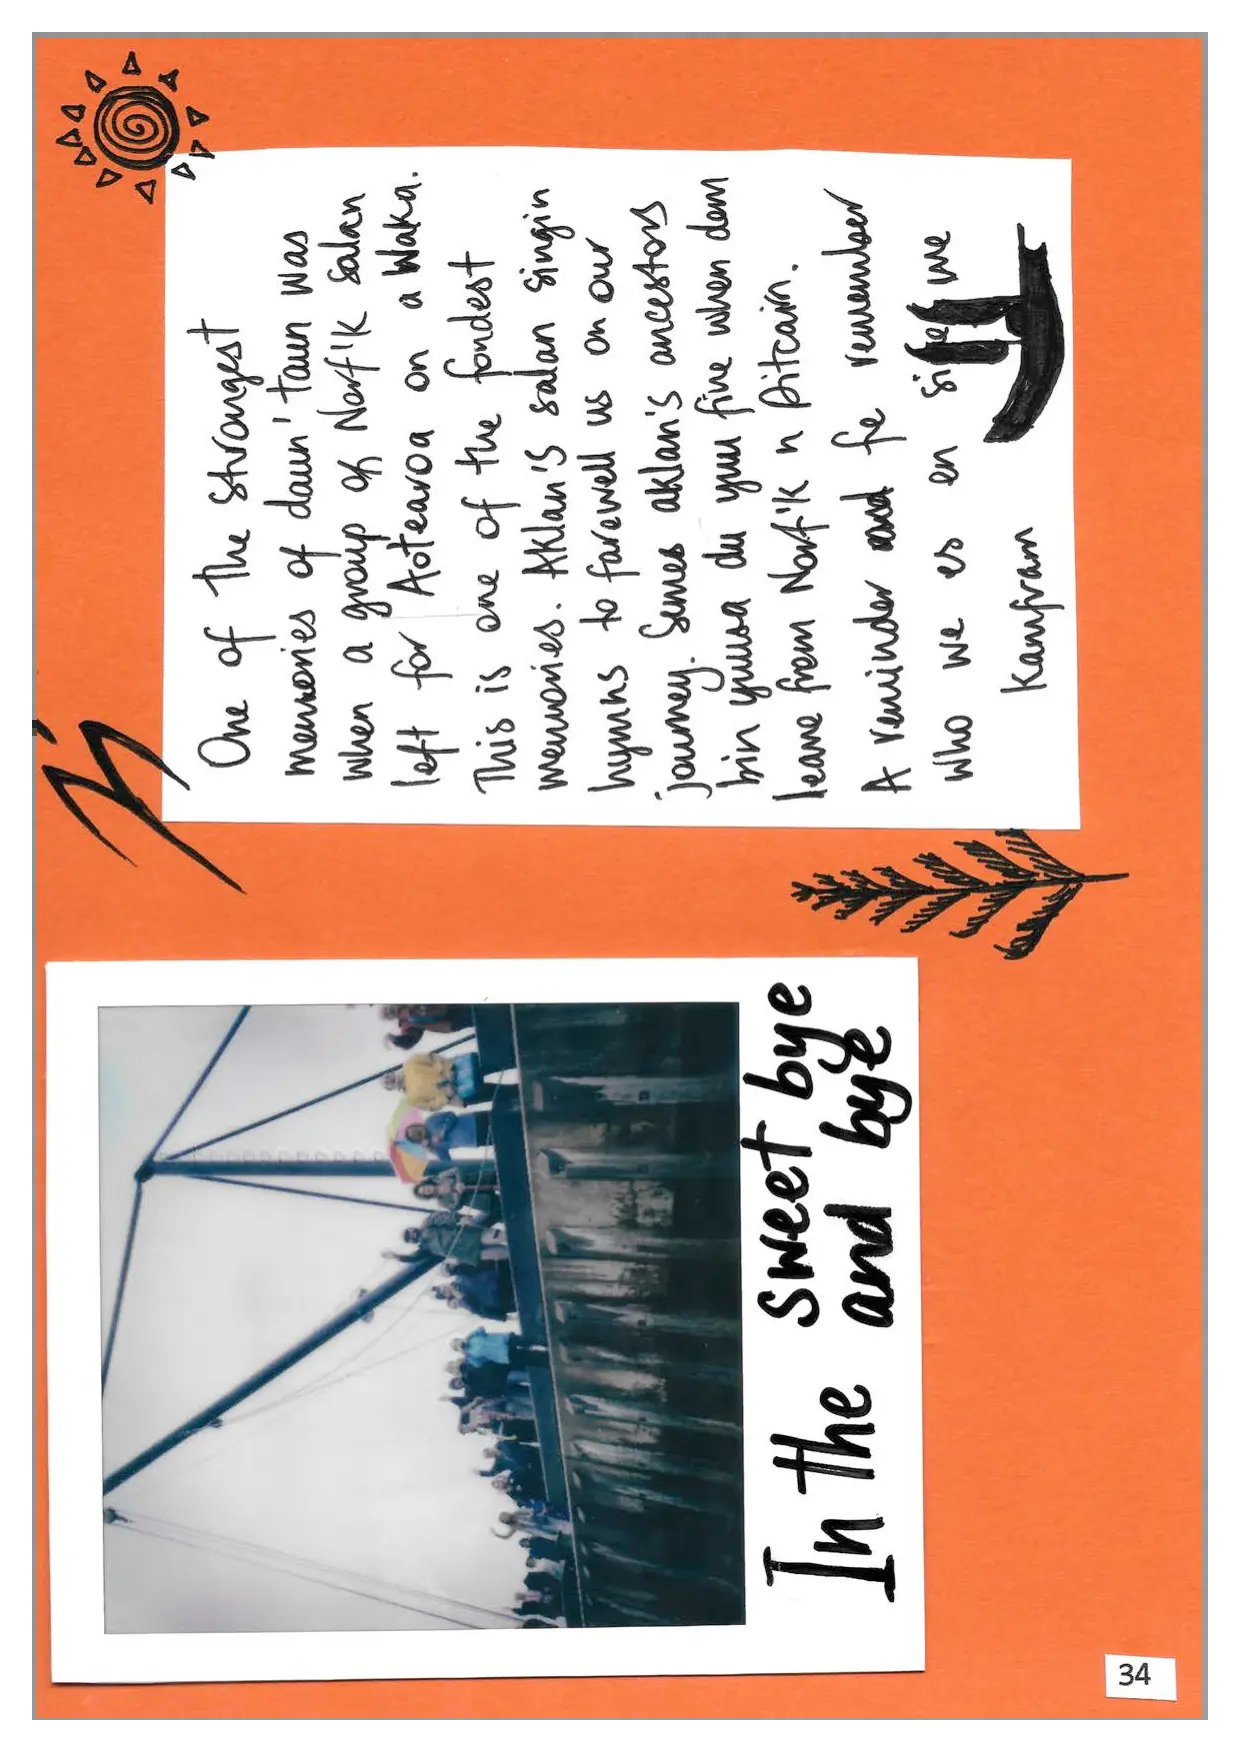 In the sweet bye
and bye
One of the strongest
memories of daun' taun was
when a group of Norf'k salan
left for Aotearoa on a Waka.
This is one of the fondest
memories. Aklan's salan singin
hymns to farewell us on our
journey. Semes aklan's ancestors
bin yuuwa du yuu fine when dem
leave from Norf'k n Pitcairn.
A reminder and fe remember
who we es en side we
kamfram
34